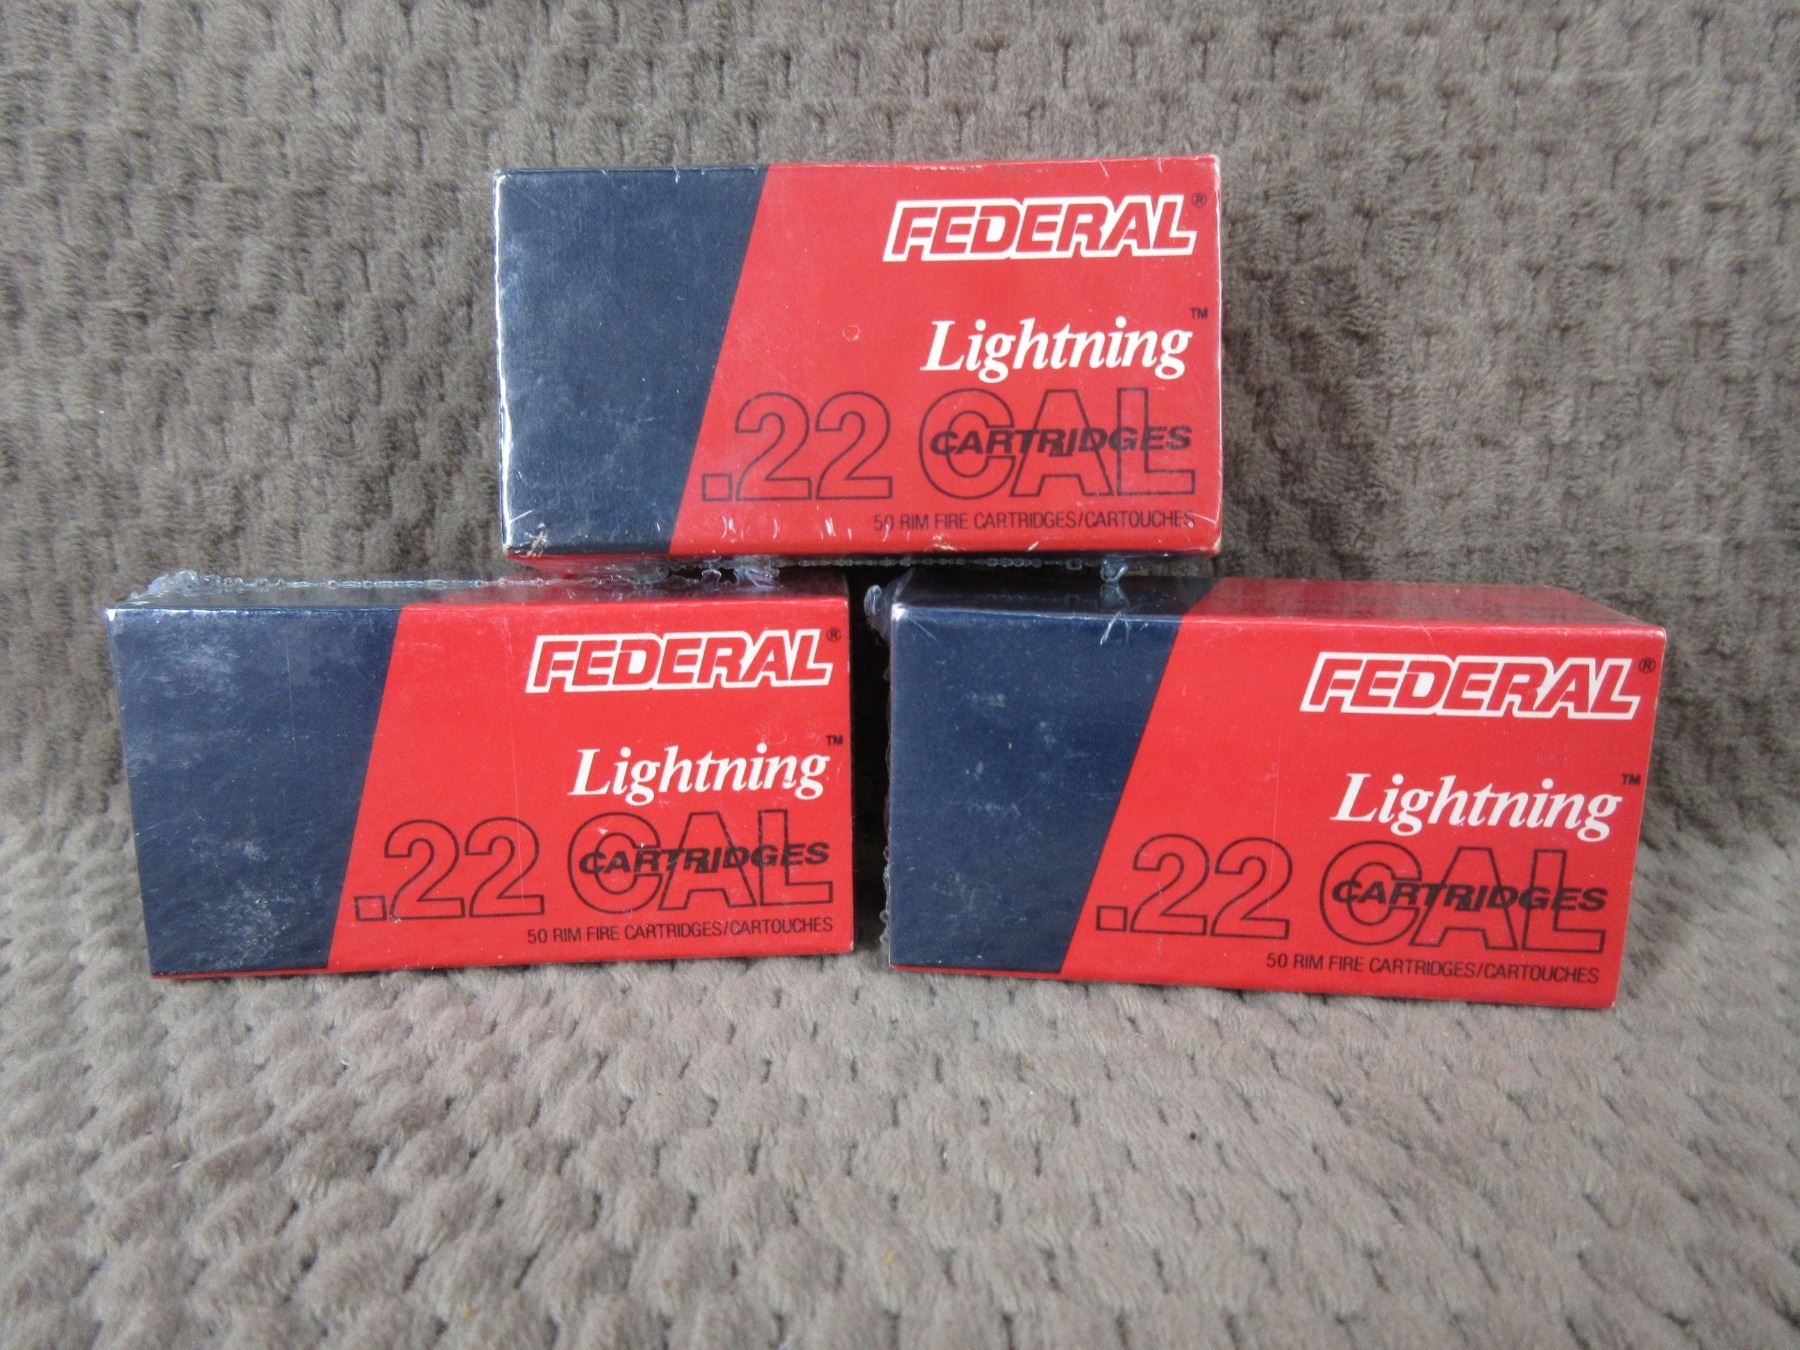 FEDERAL®
Lightning™
.22 CAL
CARTRIDGES
50 RIM FIRE CARTRIDGES/CARTOUCHES
FEDERAL®
Lightning™
.22 CAL
CARTRIDGES
50 RIM FIRE CARTRIDGES/CARTOUCHES
FEDERAL®
Lightning™
.22 CAL
CARTRIDGES
50 RIM FIRE CARTRIDGES/CARTOUCHES